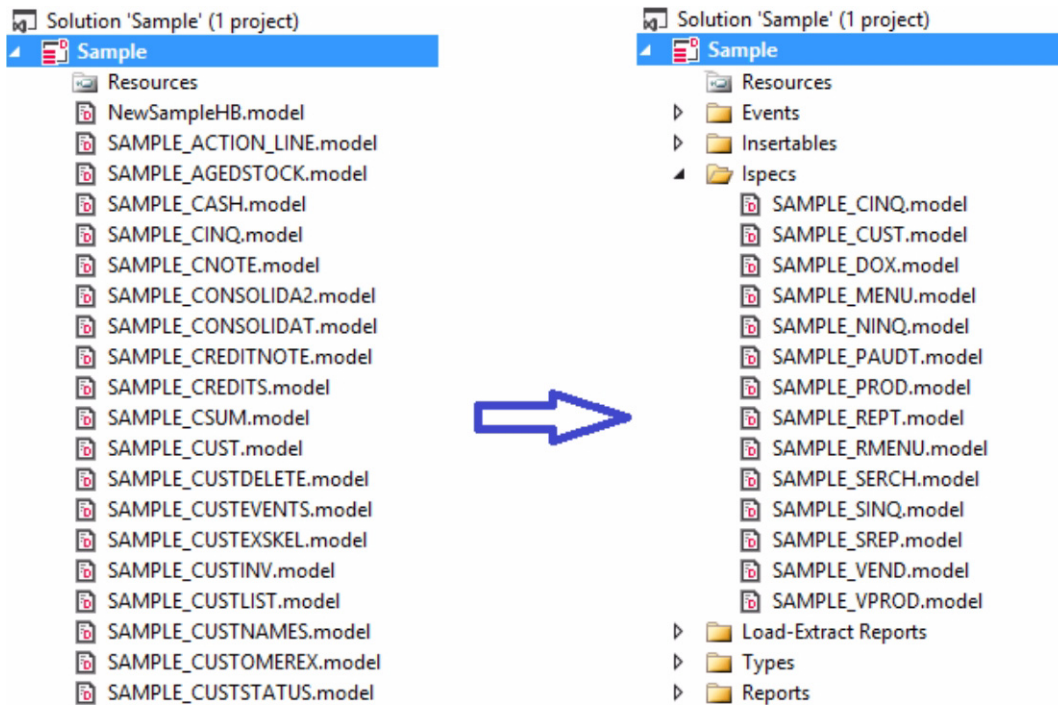 Solution 'Sample' (1 project)
Sample
Resources
NewSampleHB.model
SAMPLE_ACTION_LINE.model
SAMPLE_AGEDSTOCK.model
SAMPLE_CASH.model
SAMPLE_CINQ.model
SAMPLE_CNOTE.model
SAMPLE_CONSOLIDA2.model
SAMPLE_CONSOLIDAT.model
SAMPLE_CREDITNOTE.model
SAMPLE_CREDITS.model
SAMPLE_CSUM.model
SAMPLE_CUST.model
SAMPLE_CUSTDELETE.model
SAMPLE_CUSTEVENTS.model
SAMPLE_CUSTEXSKEL.model
SAMPLE_CUSTINV.model
SAMPLE_CUSTLIST.model
SAMPLE_CUSTNAMES.model
SAMPLE_CUSTOMEREX.model
SAMPLE_CUSTSTATUS.model
Solution 'Sample' (1 project)
Sample
Resources
Events
Insertables
Ispecs
SAMPLE_CINQ.model
SAMPLE_CUST.model
SAMPLE_DOX.model
SAMPLE_MENU.model
SAMPLE_NINQ.model
SAMPLE_PAUDT.model
SAMPLE_PROD.model
SAMPLE_REPT.model
SAMPLE_RMENU.model
SAMPLE_SERCH.model
SAMPLE_SINQ.model
SAMPLE_SREP.model
SAMPLE_VEND.model
SAMPLE_VPROD.model
Load-Extract Reports
Types
Reports